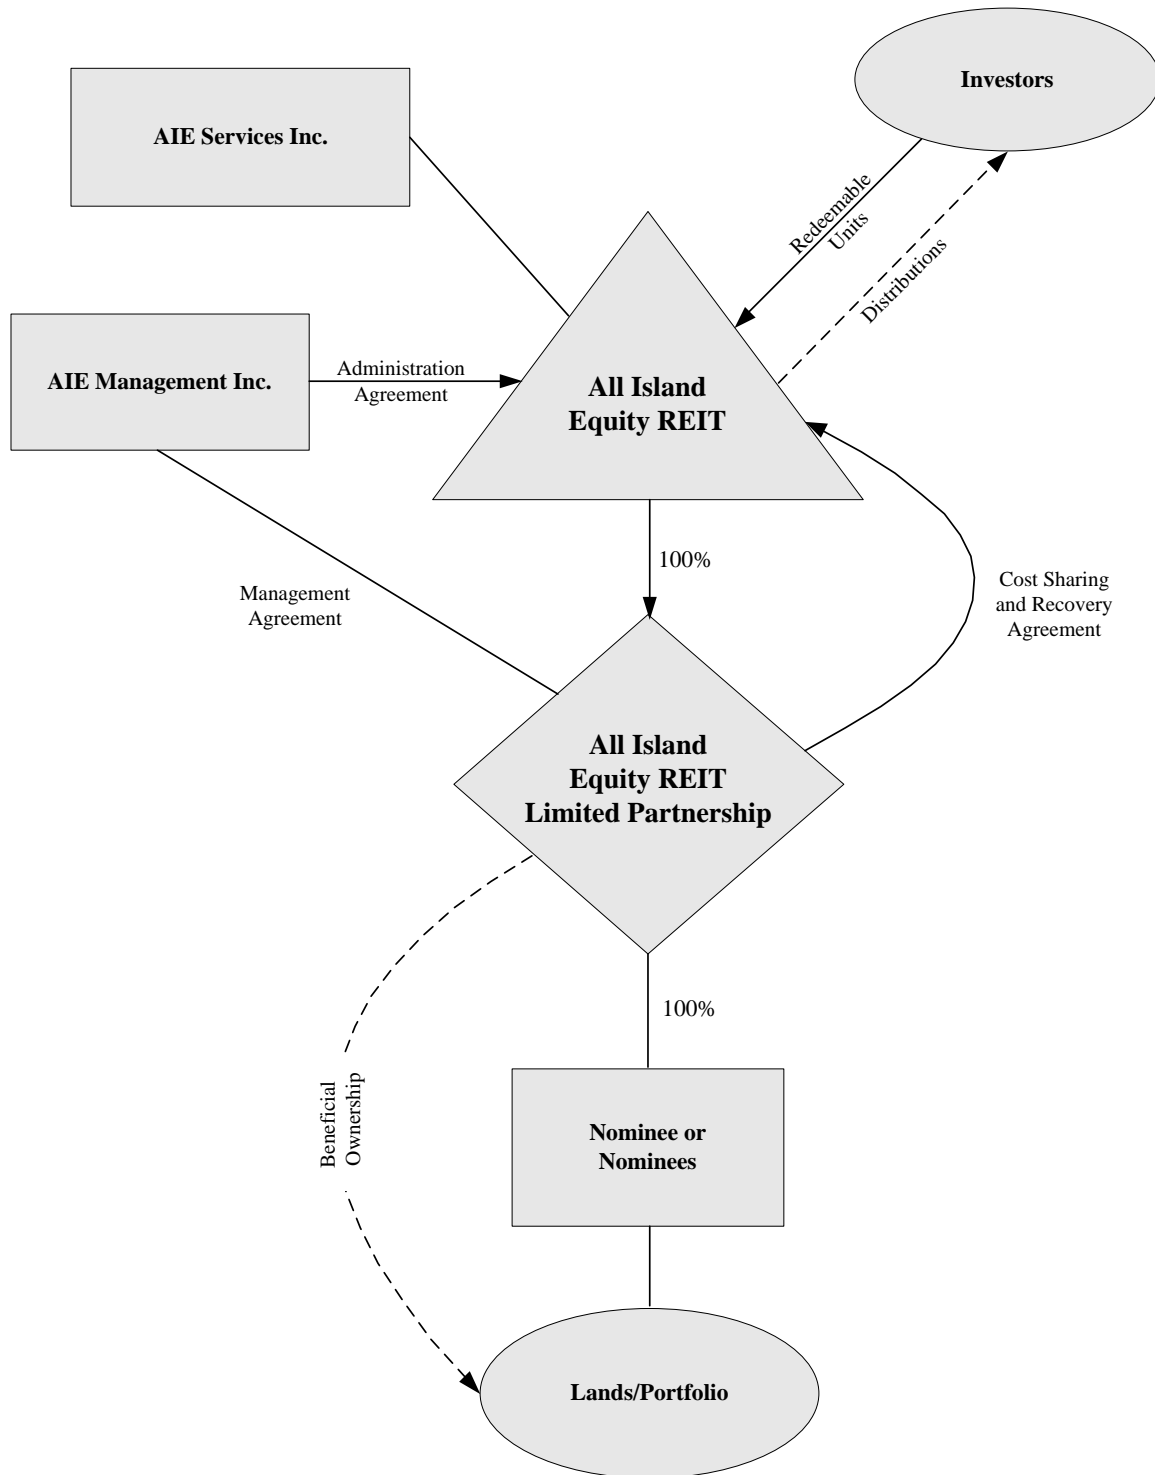 Investors
AIE Services Inc.
Redeemable
Units
Distributions
AIE Management Inc.
Administration
Agreement
All Island
Equity REIT
100%
Management
Agreement
Cost Sharing
and Recovery
Agreement
All Island
Equity REIT
Limited Partnership
100%
Beneficial
Ownership
Nominee or
Nominees
Lands/Portfolio